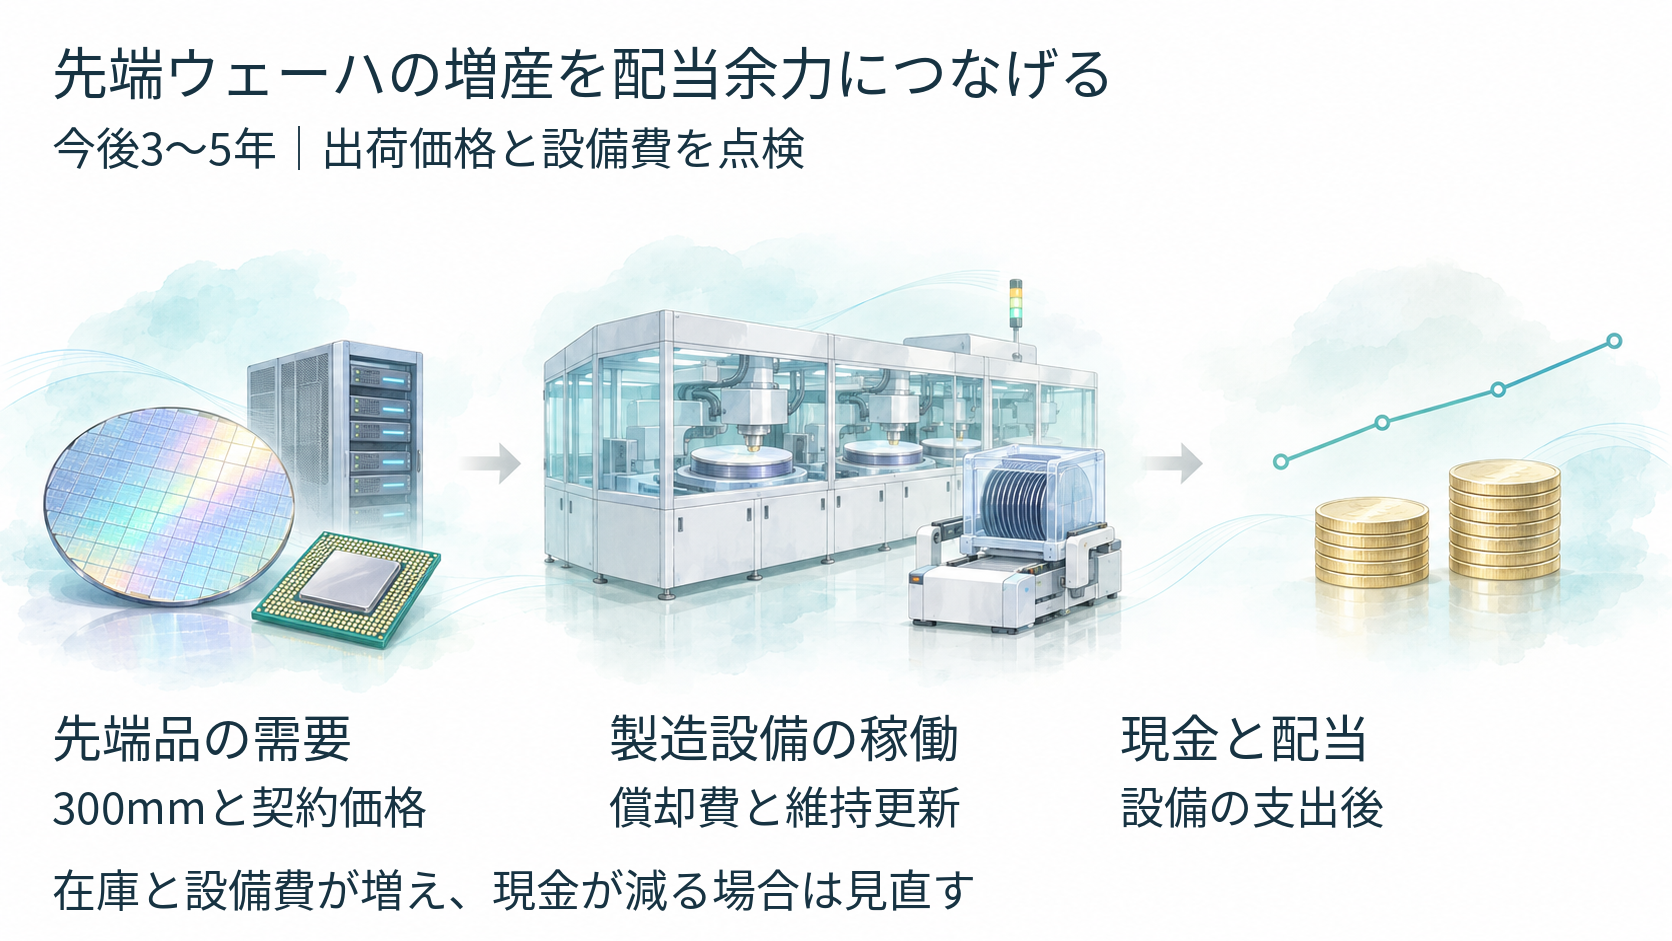 先端ウェーハの増産を配当余力につなげる
今後3〜5年｜出荷価格と設備費を点検
先端品の需要
300mmと契約価格
製造設備の稼働
償却費と維持更新
現金と配当
設備の支出後
在庫と設備費が増え、現金が減る場合は見直す